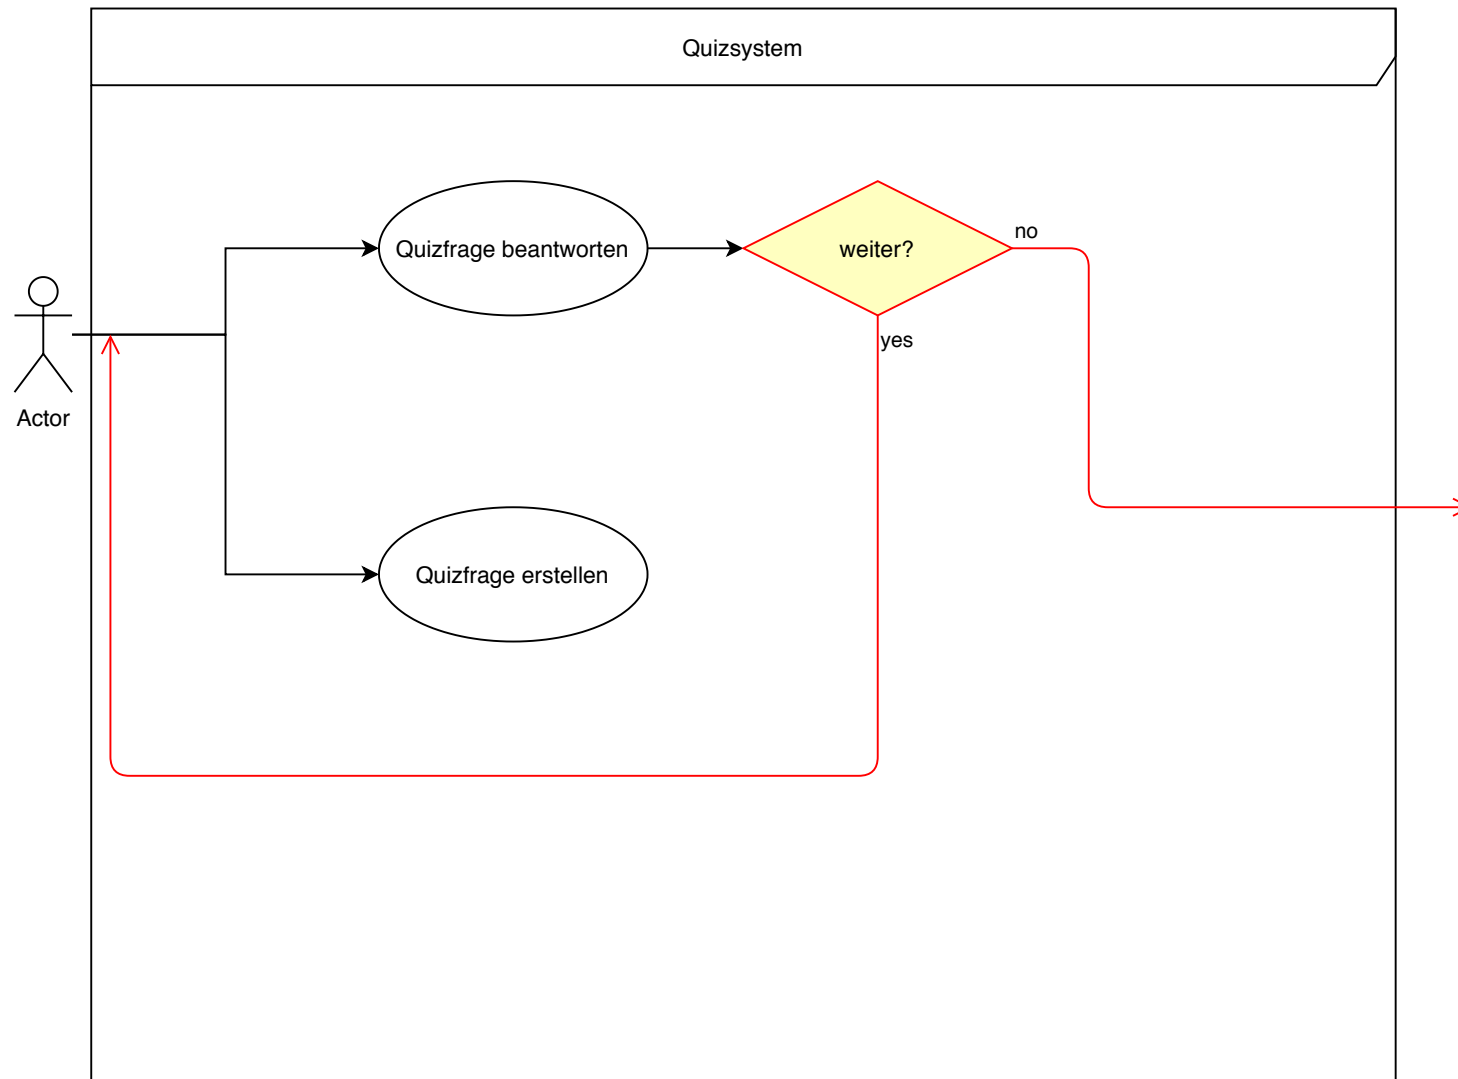 Quizsystem
Quizfrage beantworten
weiter?
no
yes
Actor
Quizfrage erstellen